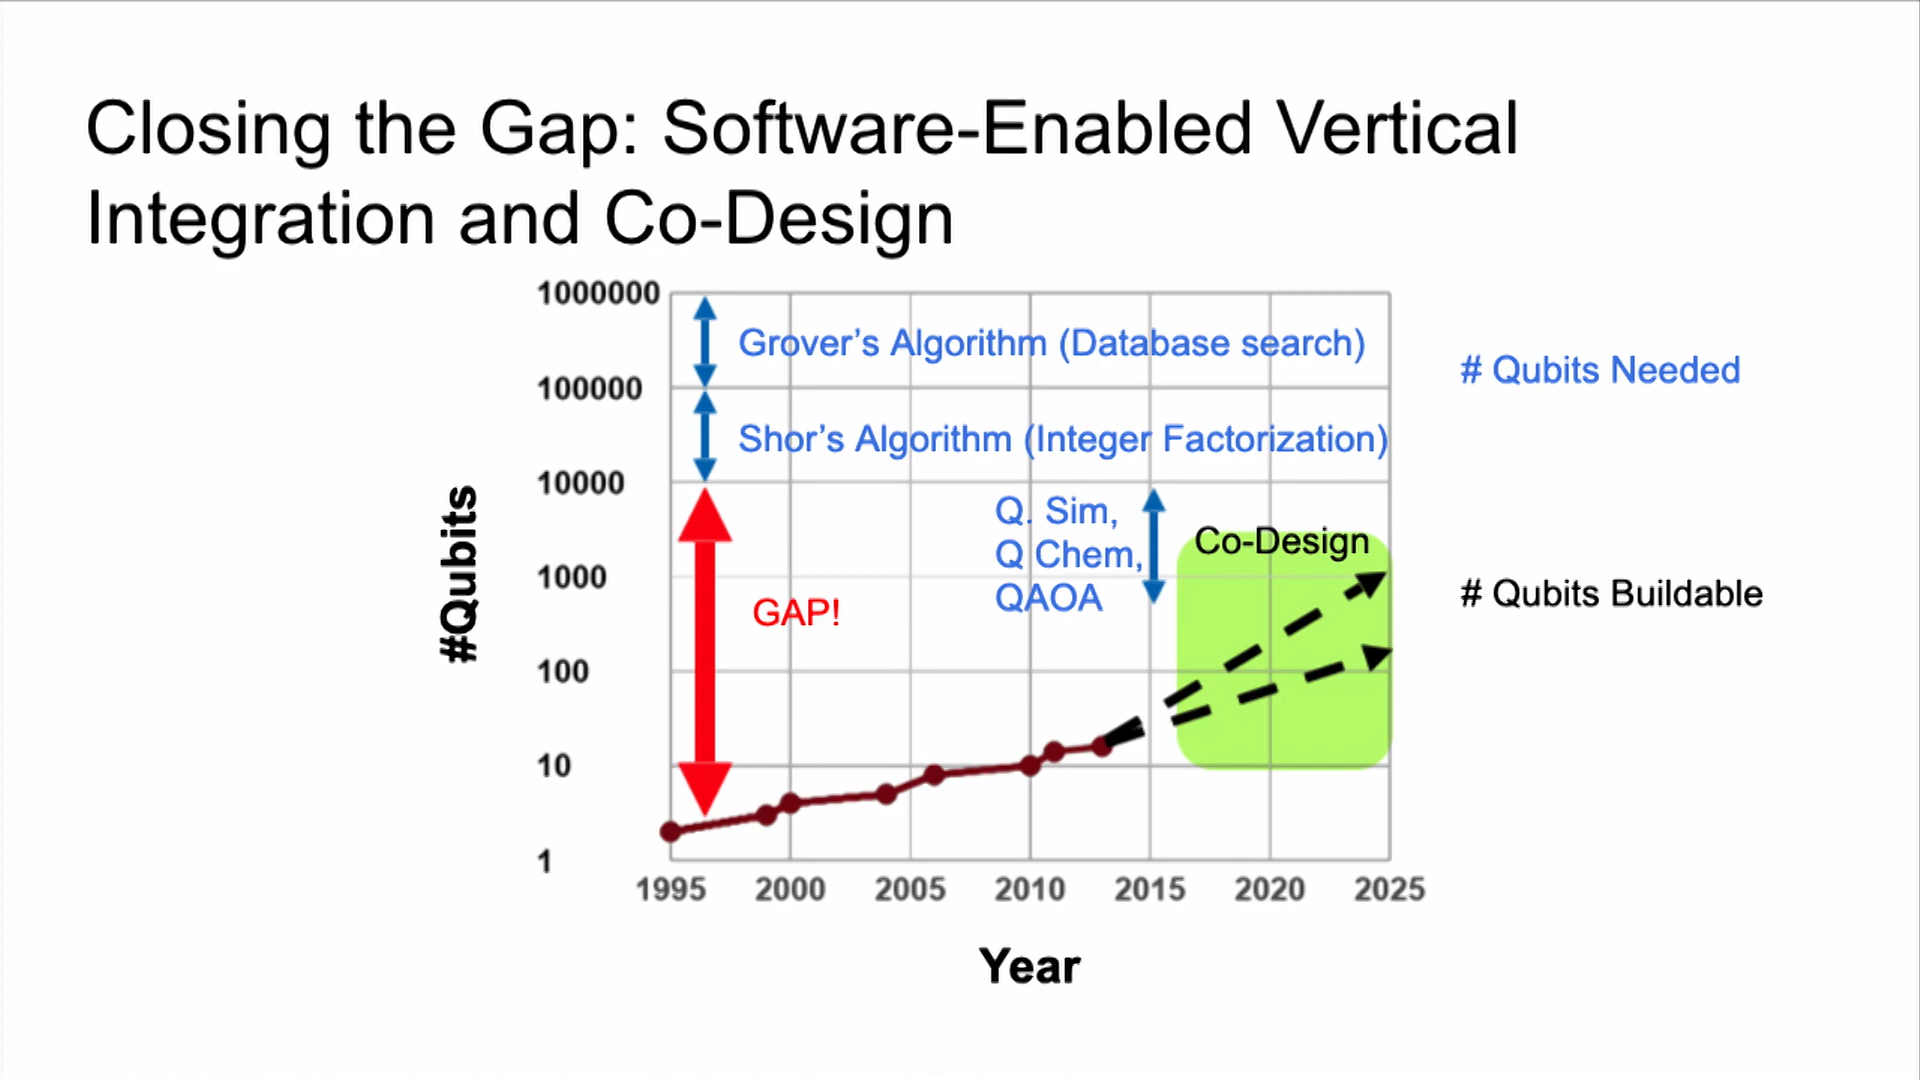 Closing the Gap: Software-Enabled Vertical
Integration and Co-Design
1000000
Grover's Algorithm (Database search)
# Qubits Needed
100000
Shor's Algorithm (Integer Factorization)
10000
Q. Sim,
Q Chem,
QAOA
Co-Design
1000
# Qubits Buildable
GAP!
#Qubits
100
10
1
1995 2000 2005 2010 2015 2020 2025
Year